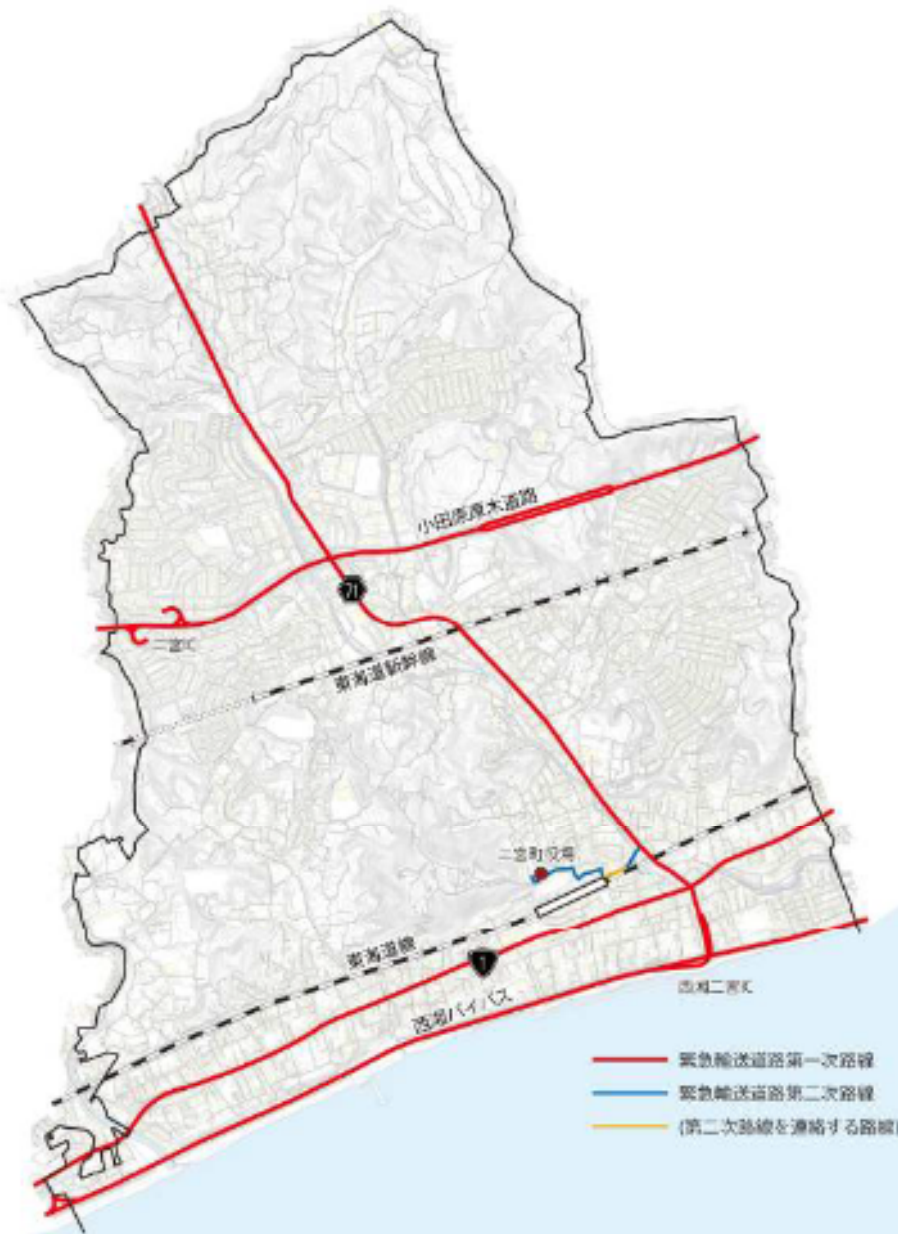 小田原厚木道路
71
二宮IC
東海道新幹線
二宮町役場
東海道線
1
西湘バイパス
西湘二宮IC
緊急輸送道路第一次路線
緊急輸送道路第二次路線
(第二次路線を連絡する路線)